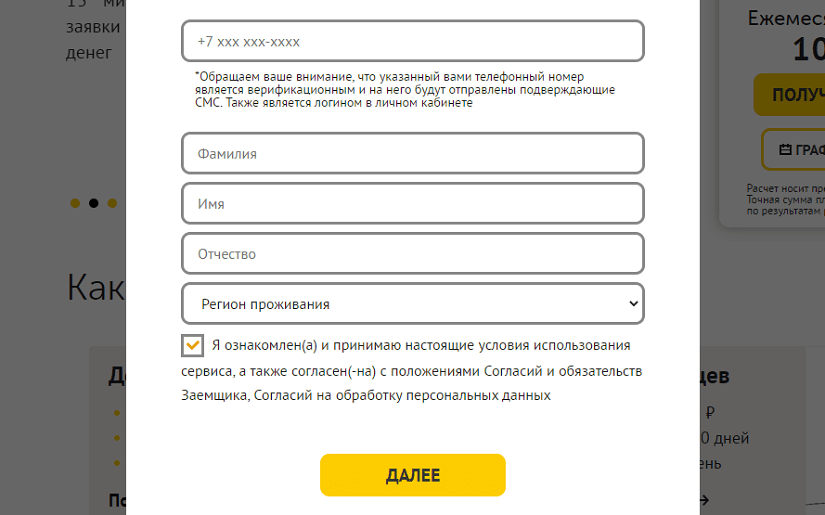 15 ми
заявки
денег
+7 xxx xxx-xxxx
*Обращаем ваше внимание, что указанный вами телефонный номер
является верификационным и на него будут отправлены подверждающие
СМС. Также является логином в личном кабинете
Фамилия
Имя
Отчество
Регион проживания
Я ознакомлен(а) и принимаю настоящие условия использования
сервиса, а также согласен(-на) с положениями Согласий и обязательств
Заемщика, Согласий на обработку персональных данных
ДАЛЕЕ
Ежемес
10
ПОЛУЧ
ГРАФ
Расчет носит пре
Точная сумма пл
по результатам
Как
До
По
цев
₽
0 дней
ень